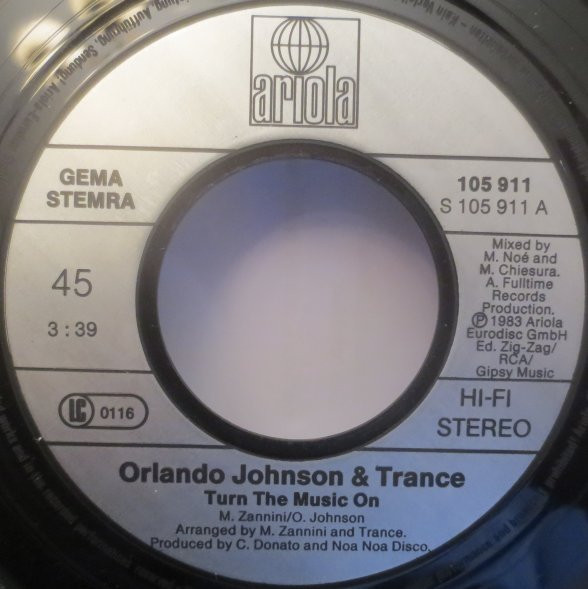 ariola
GEMA
STEMRA
105 911
S 105 911 A
45
3 : 39
LC 0116
Mixed by
M. Noé and
M. Chiesura.
A. Fulltime
Records
Production.
Ⓟ 1983 Ariola
Eurodisc GmbH
Ed. Zig-Zag/
RCA/
Gipsy Music
HI-FI
STEREO
Orlando Johnson & Trance
Turn The Music On
M. Zannini/O. Johnson
Arranged by M. Zannini and Trance.
Produced by C. Donato and Noa Noa Disco.